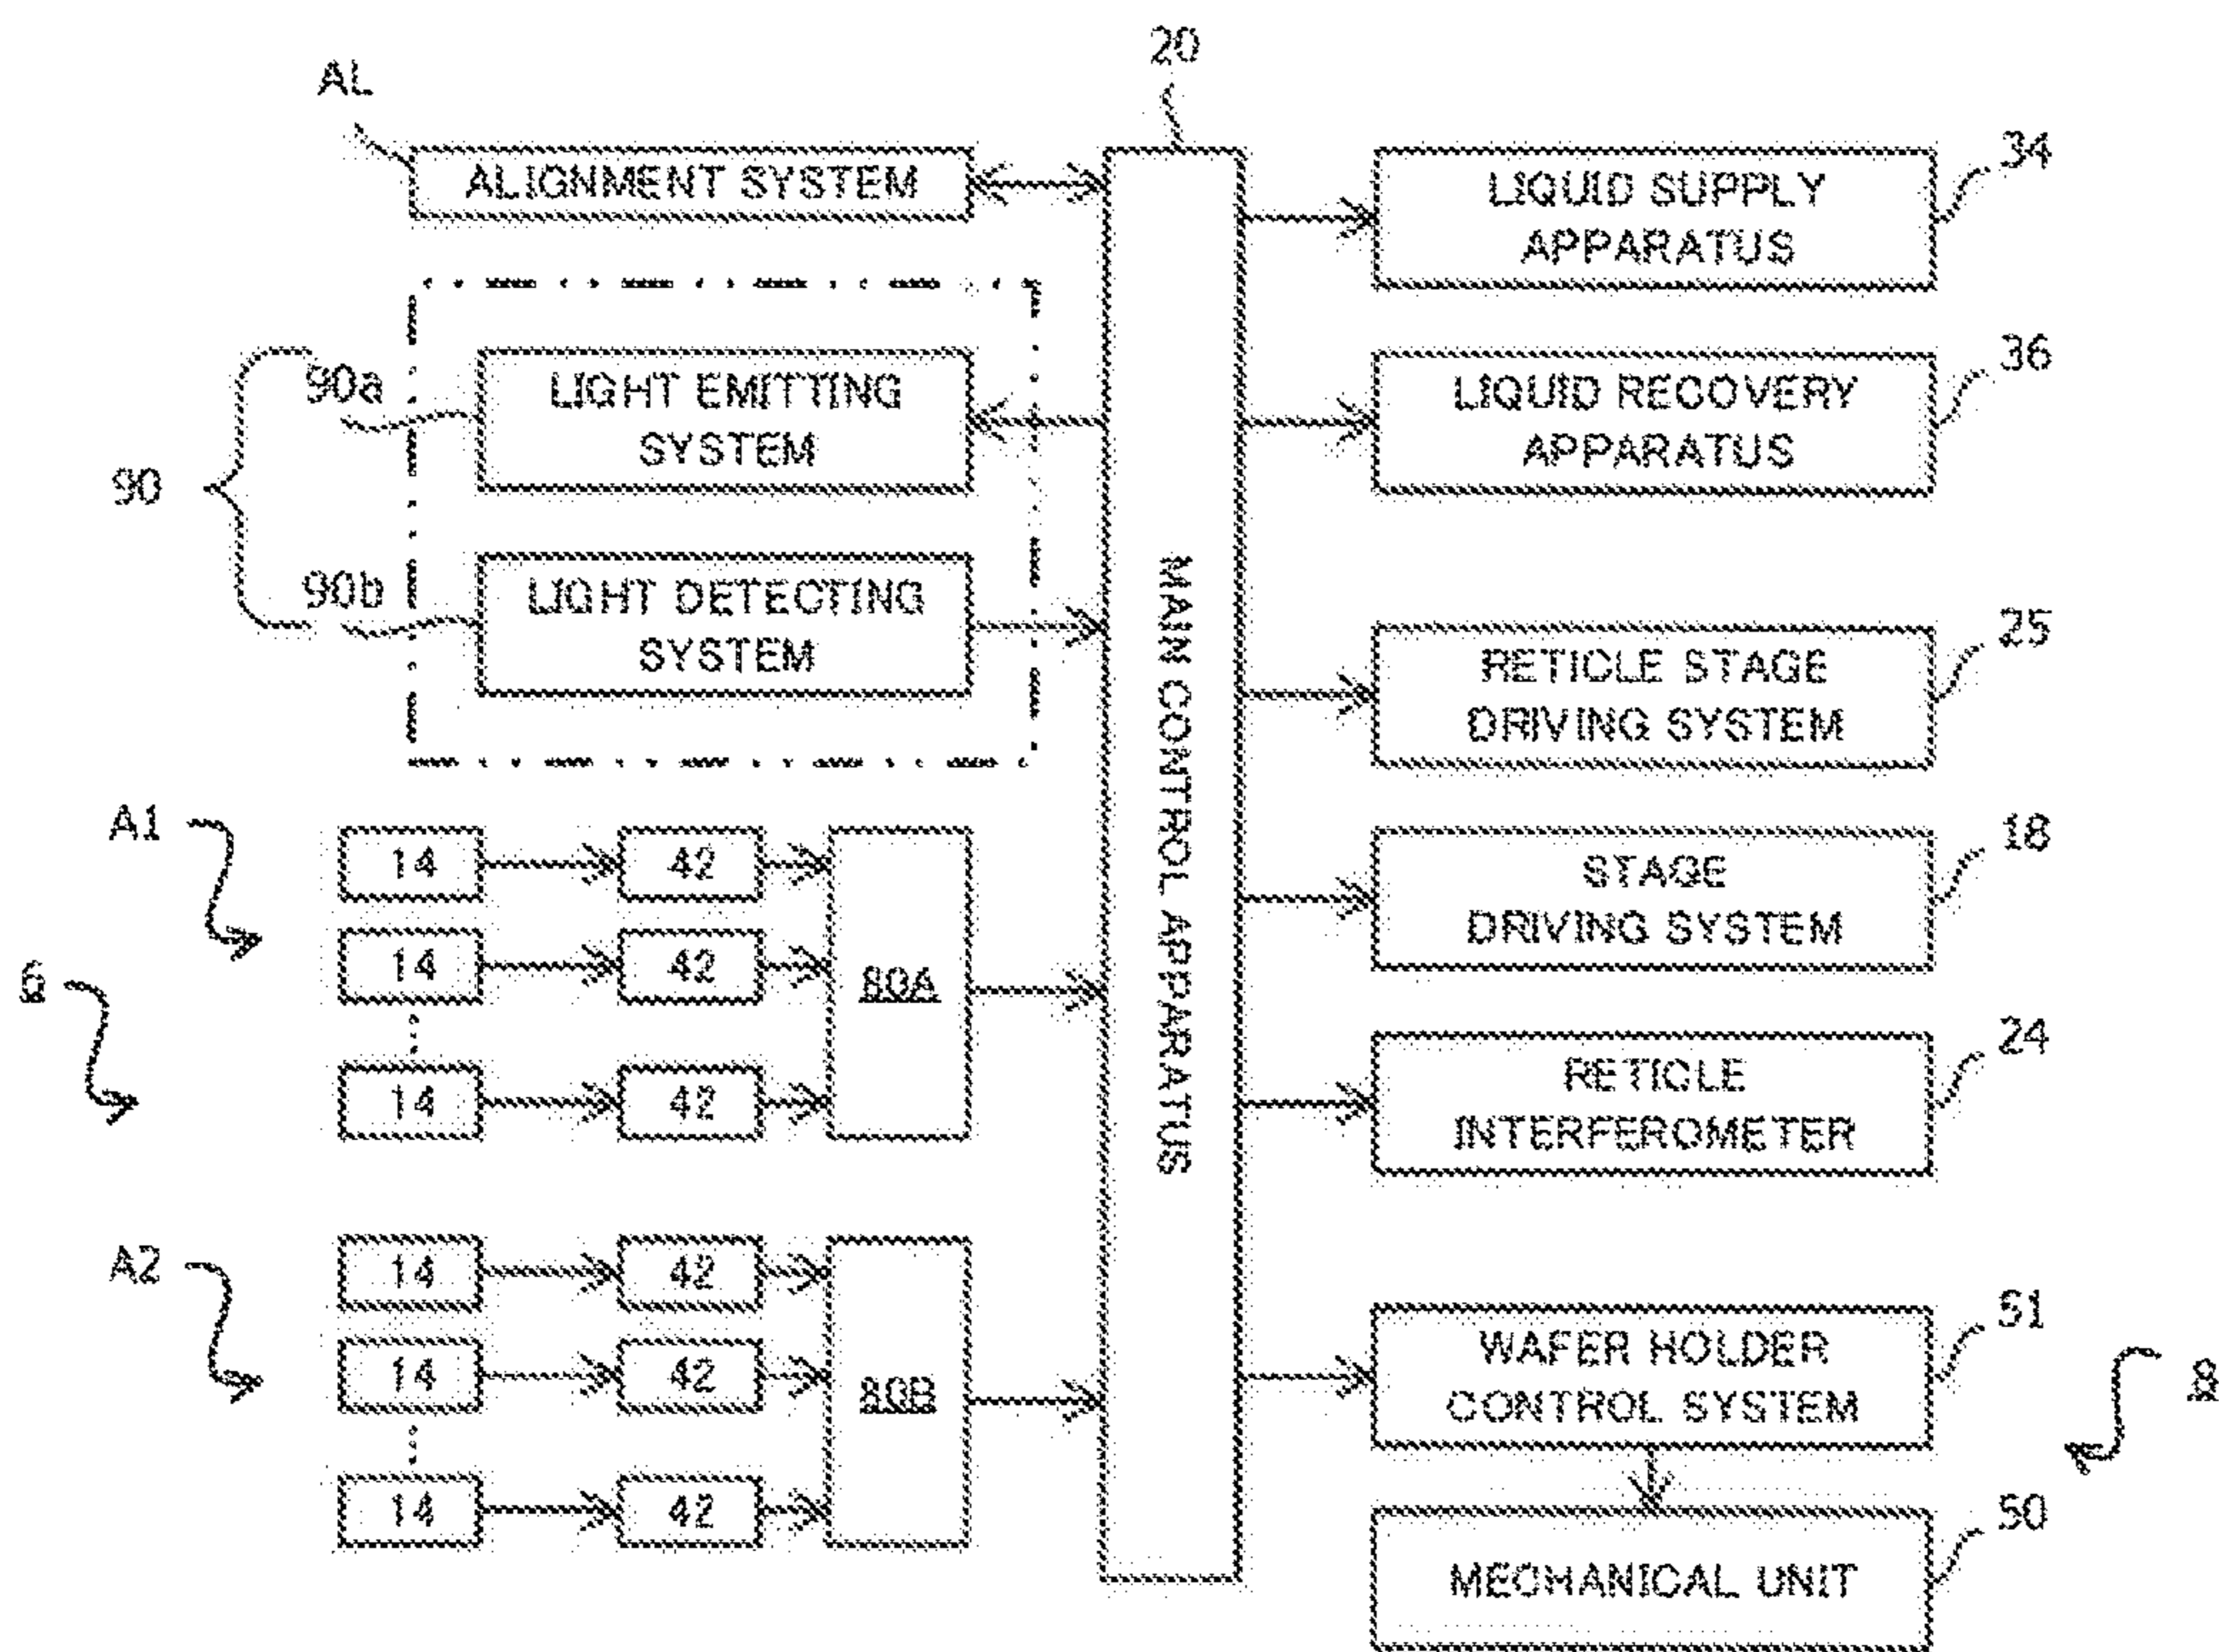 AL
20
ALIGNMENT SYSTEM
LIQUID SUPPLY
APPARATUS
34
90
90a
LIGHT EMITTING
SYSTEM
LIQUID RECOVERY
APPARATUS
36
90b
LIGHT DETECTING
SYSTEM
MAIN CONTROL APPARATUS
RETICLE STAGE
DRIVING SYSTEM
25
A1
6
14
42
14
42
14
42
80A
STAGE
DRIVING SYSTEM
18
RETICLE
INTERFEROMETER
24
A2
14
42
14
42
14
42
80B
WAFER HOLDER
CONTROL SYSTEM
51
8
MECHANICAL UNIT
50